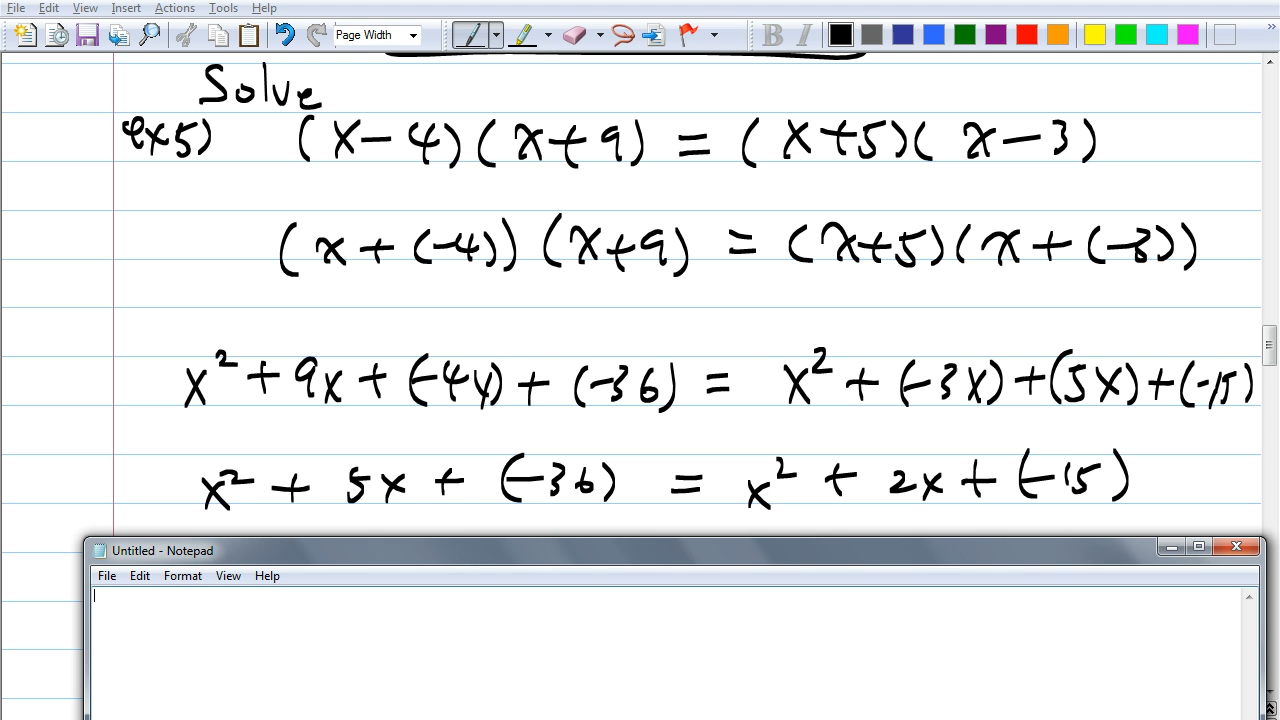 File Edit View Insert Actions Tools Help
Page Width B I
Solve
ex5) (x-4)(x+9) = (x+5)(x-3)
(x+(-4))(x+9) = (x+5)(x+(-3))
x²+9x+(-4x)+(-36) = x²+(-3x)+(5x)+(-15)
x²+5x+(-36) = x²+2x+(-15)
Untitled - Notepad
File Edit Format View Help